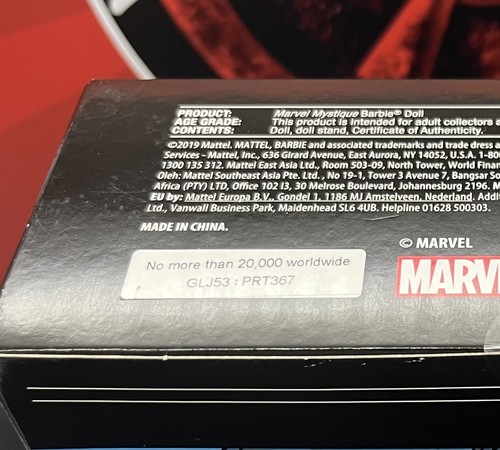 PRODUCT: Marvel Mystique Barbie® Doll
AGE GRADE: This product is intended for adult collectors
CONTENTS: Doll, doll stand, Certificate of Authenticity.
©2019 Mattel. MATTEL, BARBIE and associated trademarks and trade dress
Services – Mattel, Inc., 636 Girard Avenue, East Aurora, NY 14052, U.S.A. 1-80
1300 135 312. Mattel East Asia Ltd., Room 503-09, North Tower, World Finan
Oleh: Mattel Southeast Asia Pte. Ltd., No 19-1, Tower 3 Avenue 7, Bangsar So
Africa (PTY) LTD, Office 102 I3, 30 Melrose Boulevard, Johannesburg 2196.
EU by: Mattel Europa B.V., Gondel 1, 1186 MJ Amstelveen, Nederland. Addit
Ltd., Vanwall Business Park, Maidenhead SL6 4UB. Helpline 01628 500303.
MADE IN CHINA.
© MARVEL
MARV
No more than 20,000 worldwide
GLJ53 : PRT367